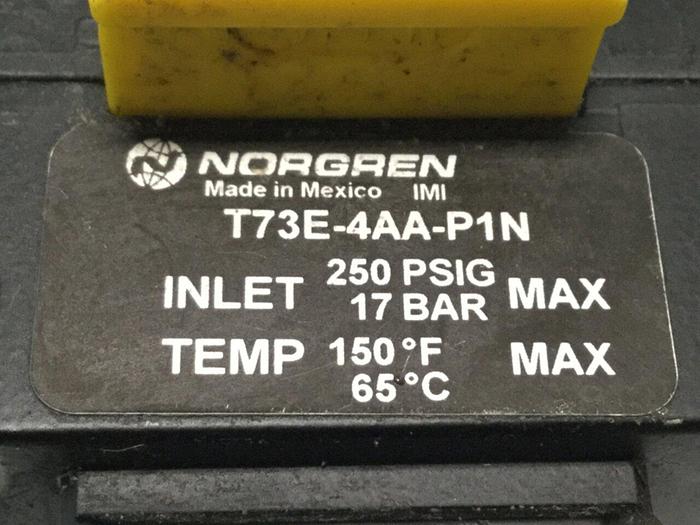 NORGREN
Made in Mexico IMI
T73E-4AA-P1N
INLET 250 PSIG 17 BAR MAX
TEMP 150°F 65°C MAX